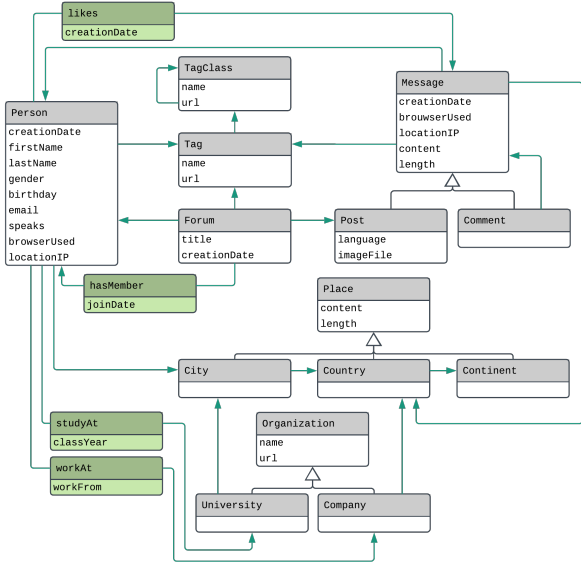 likes
creationDate
TagClass
name
url
Message
creationDate
brouwserUsed
locationIP
content
length
Person
creationDate
firstName
lastName
gender
birthday
email
speaks
browserUsed
locationIP
Tag
name
url
Forum
title
creationDate
Post
language
imageFile
Comment
hasMember
joinDate
Place
content
length
City
Country
Continent
studyAt
classYear
Organization
name
url
workAt
workFrom
University
Company